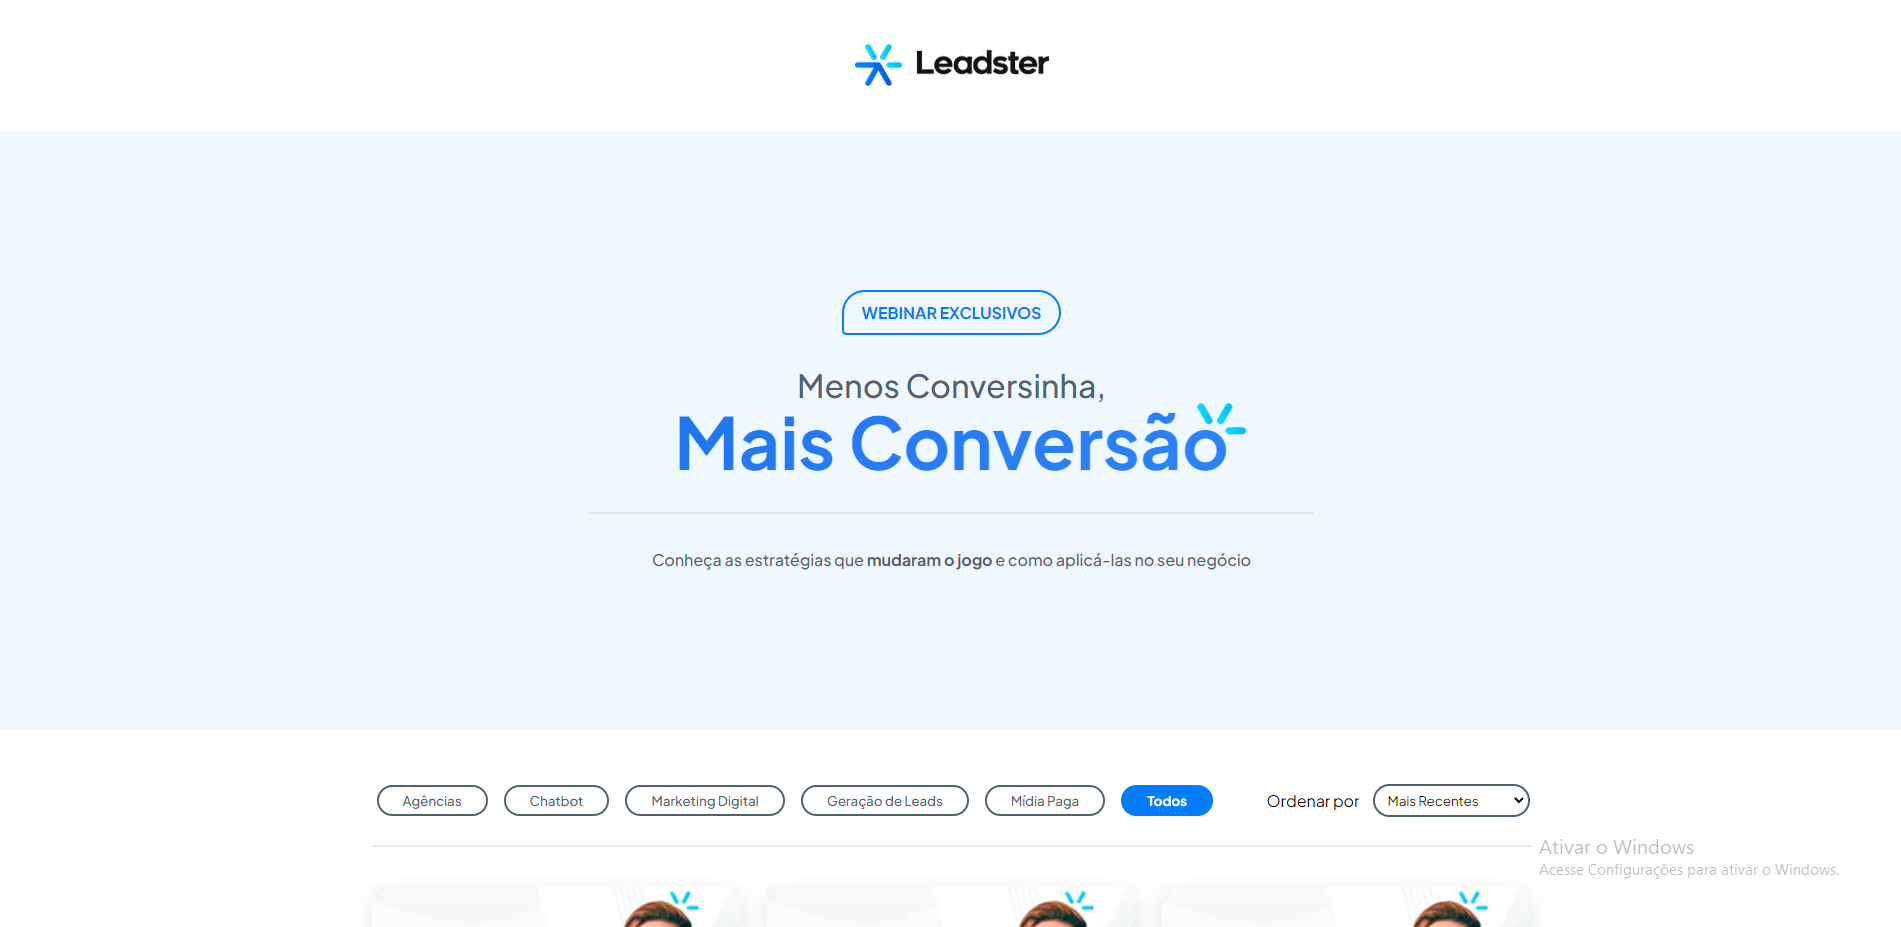 Leadster
WEBINAR EXCLUSIVOS
Menos Conversinha,
Mais Conversão
Conheça as estratégias que mudaram o jogo e como aplicá-las no seu negócio
Agências Chatbot Marketing Digital Geração de Leads Mídia Paga Todos Ordenar por Mais Recentes
Ativar o Windows
Acesse Configurações para ativar o Windows.